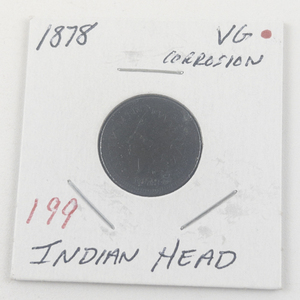 1878 VG
CORROSION
199
INDIAN HEAD